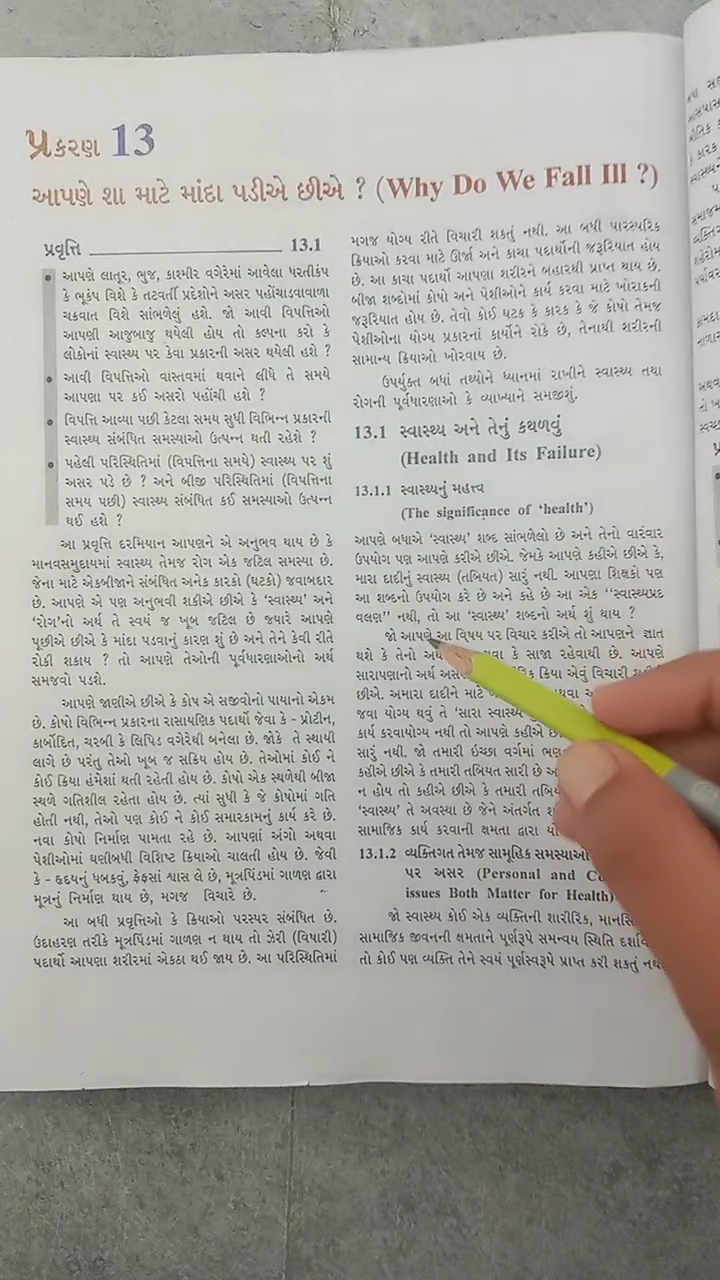 પ્રકરણ 13
આપણે શા માટે માંદા પડીએ છીએ ? (Why Do We Fall Ill ?)
પ્રવૃત્તિ 13.1
આપણે લાતૂર, ભુજ, કાશ્મીર વગેરેમાં આવેલા ધરતીકંપ
કે ભૂકંપ વિશે કે તટવર્તી પ્રદેશોને અસર પહોંચાડવાવાળા
ચક્રવાત વિશે સાંભળેલું હશે. જો આવી વિપત્તિઓ
આપણી આજુબાજુ થયેલી હોય તો કલ્પના કરો કે
લોકોનાં સ્વાસ્થ્ય પર કેવા પ્રકારની અસર થયેલી હશે ?
આવી વિપત્તિઓ વાસ્તવમાં થવાને લીધે તે સમયે
આપણા પર કઈ અસરો પહોંચી હશે ?
વિપત્તિ આવ્યા પછી કેટલા સમય સુધી વિભિન્ન પ્રકારની
સ્વાસ્થ્ય સંબંધિત સમસ્યાઓ ઉત્પન્ન થતી રહેશે ?
પહેલી પરિસ્થિતિમાં (વિપત્તિના સમયે) સ્વાસ્થ્ય પર શું
અસર પડે છે ? અને બીજી પરિસ્થિતિમાં (વિપત્તિના
સમય પછી) સ્વાસ્થ્ય સંબંધિત કઈ સમસ્યાઓ ઉત્પન્ન
થઈ હશે ?
આ પ્રવૃત્તિ દરમિયાન આપણને એ અનુભવ થાય છે કે
માનવસમુદાયમાં સ્વાસ્થ્ય તેમજ રોગ એક જટિલ સમસ્યા છે.
જેના માટે એકબીજાને સંબંધિત અનેક કારકો (ઘટકો) જવાબદાર
છે. આપણે એ પણ અનુભવી શકીએ છીએ કે ‘સ્વાસ્થ્ય’ અને
‘રોગ’નો અર્થ તે સ્વયં જ ખૂબ જટિલ છે જ્યારે આપણે
પૂછીએ છીએ કે માંદા પડવાનું કારણ શું છે અને તેને કેવી રીતે
રોકી શકાય ? તો આપણે તેઓની પૂર્વધારણાઓનો અર્થ
સમજવો પડશે.
આપણે જાણીએ છીએ કે કોષ એ સજીવોનો પાયાનો એકમ
છે. કોષો વિભિન્ન પ્રકારના રાસાયણિક પદાર્થો જેવા કે - પ્રોટીન,
કાર્બોદિત, ચરબી કે લિપિડ વગેરેથી બનેલા છે. જોકે તે સ્થાયી
લાગે છે પરંતુ તેઓ ખૂબ જ સક્રિય હોય છે. તેઓમાં કોઈ ને
કોઈ ક્રિયા હંમેશાં થતી રહેતી હોય છે. કોષો એક સ્થળેથી બીજા
સ્થળે ગતિશીલ રહેતા હોય છે. ત્યાં સુધી કે જે કોષોમાં ગતિ
હોતી નથી, તેઓ પણ કોઈ ને કોઈ સમારકામનું કાર્ય કરે છે.
નવા કોષો નિર્માણ પામતા રહે છે. આપણાં અંગો અથવા
પેશીઓમાં ઘણીબધી વિશિષ્ટ ક્રિયાઓ ચાલતી હોય છે. જેવી
કે - હૃદયનું ધબકવું, ફેફસાં શ્વાસ લે છે, મૂત્રપિંડમાં ગાળણ દ્વારા
મૂત્રનું નિર્માણ થાય છે, મગજ વિચારે છે.
આ બધી પ્રવૃત્તિઓ કે ક્રિયાઓ પરસ્પર સંબંધિત છે.
ઉદાહરણ તરીકે મૂત્રપિંડમાં ગાળણ ન થાય તો ઝેરી (વિષારી)
પદાર્થો આપણા શરીરમાં એકઠા થઈ જાય છે. આ પરિસ્થિતિમાં
મગજ યોગ્ય રીતે વિચારી શકતું નથી. આ બધી પારસ્પરિક
ક્રિયાઓ કરવા માટે ઊર્જા અને કાચા પદાર્થોની જરૂરિયાત હોય
છે. આ કાચા પદાર્થો આપણા શરીરને બહારથી પ્રાપ્ત થાય છે.
બીજા શબ્દોમાં કોષો અને પેશીઓને કાર્ય કરવા માટે ખોરાકની
જરૂરિયાત હોય છે. તેવો કોઈ ઘટક કે કારક કે જે કોષો તેમજ
પેશીઓના યોગ્ય પ્રકારનાં કાર્યોને રોકે છે, તેનાથી શરીરની
સામાન્ય ક્રિયાઓ ખોરવાય છે.
ઉપર્યુક્ત બધાં તથ્યોને ધ્યાનમાં રાખીને સ્વાસ્થ્ય તથા
રોગની પૂર્વધારણાઓ કે વ્યાખ્યાને સમજીશું.
13.1 સ્વાસ્થ્ય અને તેનું કથળવું
(Health and Its Failure)
13.1.1 સ્વાસ્થ્યનું મહત્ત્વ
(The significance of ‘health’)
આપણે બધાએ ‘સ્વાસ્થ્ય’ શબ્દ સાંભળેલો છે અને તેનો વારંવાર
ઉપયોગ પણ આપણે કરીએ છીએ. જેમકે આપણે કહીએ છીએ કે,
મારા દાદીનું સ્વાસ્થ્ય (તબિયત) સારું નથી. આપણા શિક્ષકો પણ
આ શબ્દનો ઉપયોગ કરે છે અને કહે છે આ એક “સ્વાસ્થ્યપ્રદ
વલણ” નથી, તો આ ‘સ્વાસ્થ્ય’ શબ્દનો અર્થ શું થાય ?
જો આપણે આ વિષય પર વિચાર કરીએ તો આપણને જ્ઞાત
થશે કે તેનો અર્થ કે સાજા રહેવાથી છે. આપણે
સારાપણાનો અર્થ ક્રિયા એવું વિચારી
છીએ. અમારા દાદીને માટે
જવા યોગ્ય થવું તે ‘સારા સ્વાસ્થ્ય
કાર્ય કરવાયોગ્ય નથી તો આપણે કહીએ
સારું નથી. જો તમારી ઇચ્છા વર્ગમાં
કહીએ છીએ કે તમારી તબિયત સારી છે
ન હોય તો કહીએ છીએ કે તમારી
‘સ્વાસ્થ્ય’ તે અવસ્થા છે જેને અંતર્ગત
સામાજિક કાર્ય કરવાની ક્ષમતા દ્વારા
13.1.2 વ્યક્તિગત તેમજ સામૂહિક સમસ્યાઓ
પર અસર (Personal and
issues Both Matter for Health)
જો સ્વાસ્થ્ય કોઈ એક વ્યક્તિની શારીરિક,
સામાજિક જીવનની ક્ષમતાને પૂર્ણરૂપે સમન્વય સ્થિતિ
તો કોઈ પણ વ્યક્તિ તેને સ્વયં પૂર્ણસ્વરૂપે પ્રાપ્ત કરી શકતું